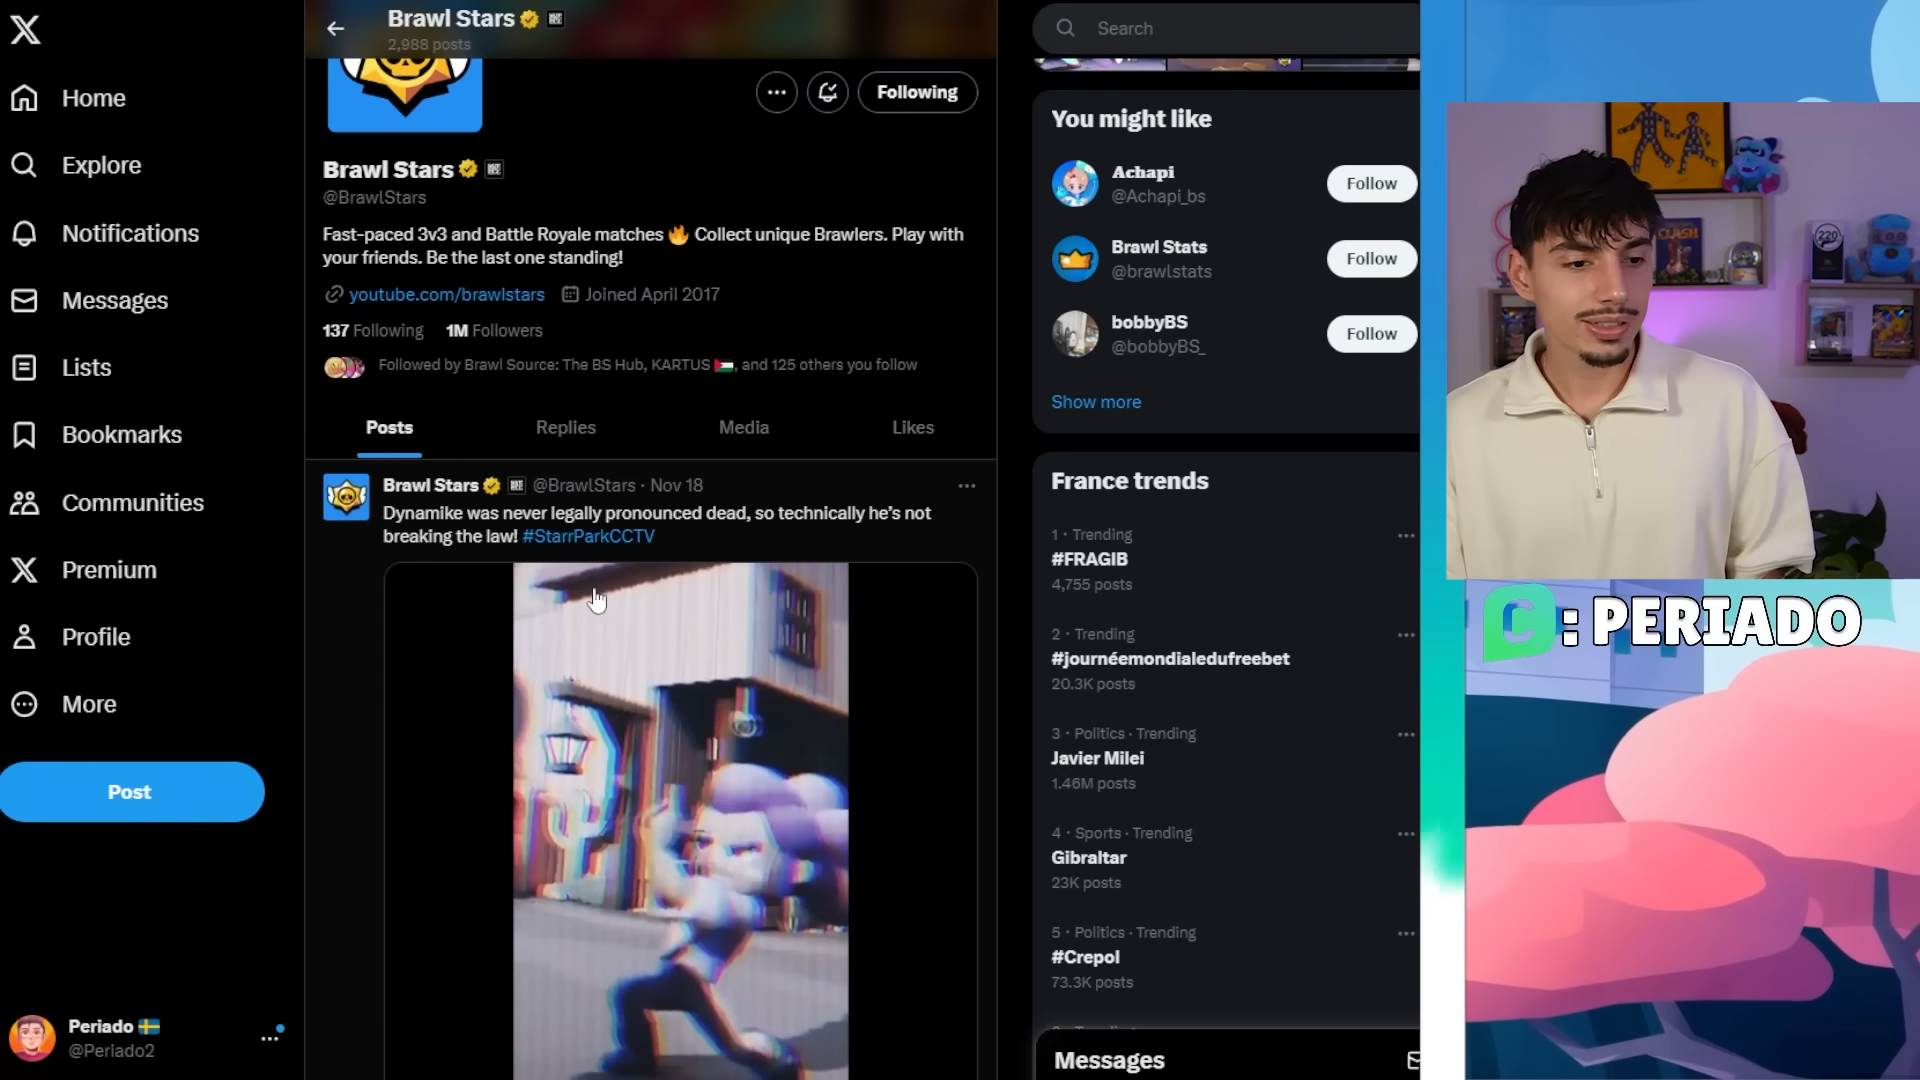 Home
Explore
Notifications
Messages
Lists
Bookmarks
Communities
Premium
Profile
More
Post
Periado 🇸🇪
@Periado2
Brawl Stars
2,988 posts
Following
Brawl Stars
@BrawlStars
Fast-paced 3v3 and Battle Royale matches 🔥 Collect unique Brawlers. Play with
your friends. Be the last one standing!
youtube.com/brawlstars Joined April 2017
137 Following 1M Followers
Followed by Brawl Source: The BS Hub, KARTUS 🇵🇸, and 125 others you follow
Posts Replies Media Likes
Brawl Stars @BrawlStars · Nov 18
Dynamike was never legally pronounced dead, so technically he's not
breaking the law! #StarrParkCCTV
Search
You might like
Achapi
@Achapi_bs
Follow
Brawl Stats
@brawlstats
Follow
bobbyBS
@bobbyBS_
Follow
Show more
France trends
1 · Trending
#FRAGIB
4,755 posts
2 · Trending
#journéemondialedufreebet
20.3K posts
3 · Politics · Trending
Javier Milei
1.46M posts
4 · Sports · Trending
Gibraltar
23K posts
5 · Politics · Trending
#Crepol
73.3K posts
Messages
CLASH
220
C : PERIADO